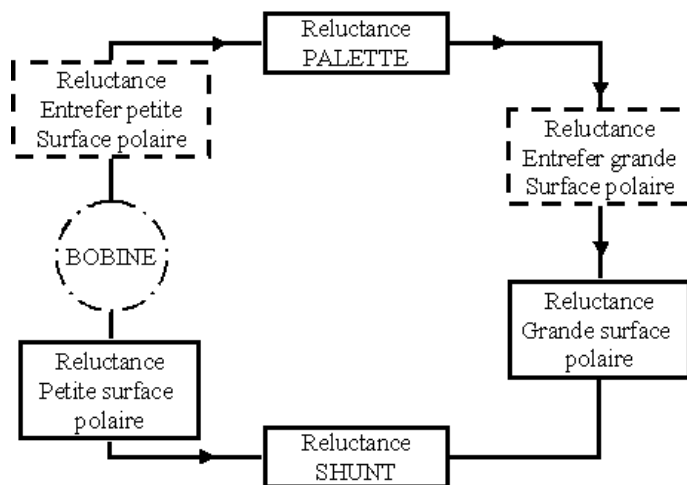 Reluctance
PALETTE
Reluctance
Entrefer petite
Surface polaire
Reluctance
Entrefer grande
Surface polaire
BOBINE
Reluctance
Grande surface
polaire
Reluctance
Petite surface
polaire
Reluctance
SHUNT